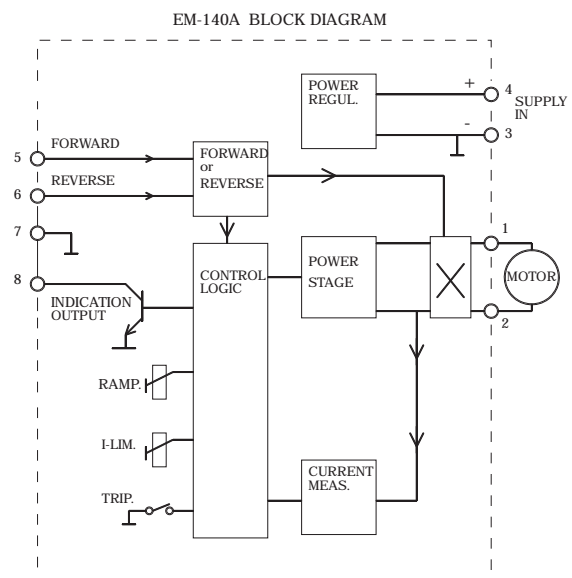 EM-140A BLOCK DIAGRAM
POWER
REGUL.
+
4
SUPPLY
IN
-
3
5
FORWARD
6
REVERSE
FORWARD
or
REVERSE
7
8
INDICATION
OUTPUT
CONTROL
LOGIC
POWER
STAGE
1
MOTOR
2
RAMP.
I-LIM.
TRIP.
CURRENT
MEAS.